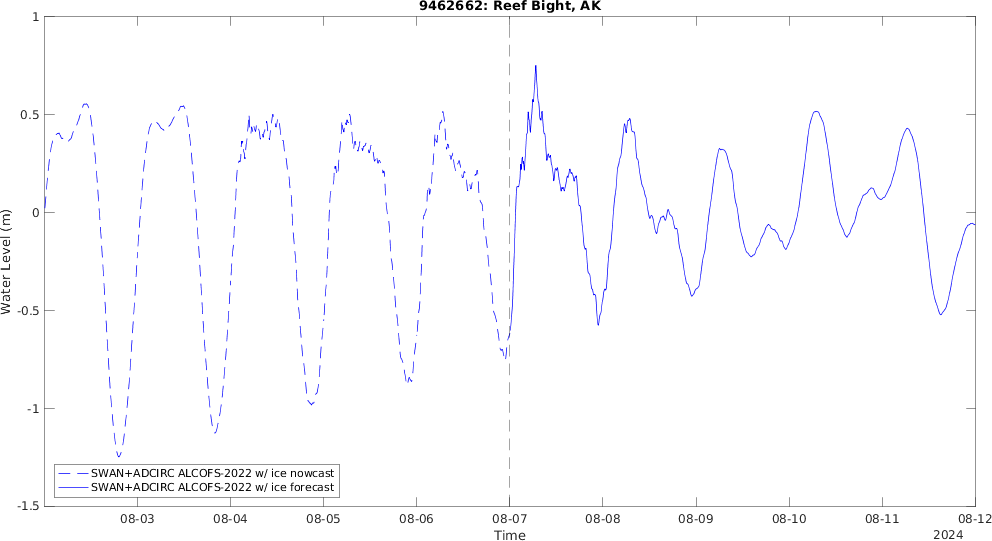 9462662: Reef Bight, AK
1
0.5
0
-0.5
-1
-1.5
Water Level (m)
SWAN+ADCIRC ALCOFS-2022 w/ ice nowcast
SWAN+ADCIRC ALCOFS-2022 w/ ice forecast
08-03 08-04 08-05 08-06 08-07 08-08 08-09 08-10 08-11 08-12
Time
2024